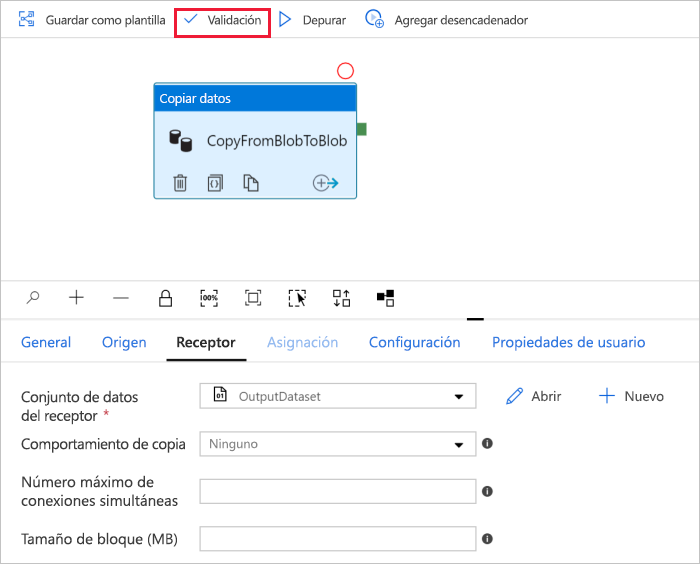 Guardar como plantilla Validación Depurar Agregar desencadenador
Copiar datos
CopyFromBlobToBlob
100%
General Origen Receptor Asignación Configuración Propiedades de usuario
Conjunto de datos
del receptor * 01 OutputDataset Abrir Nuevo
Comportamiento de copia Ninguno
Número máximo de
conexiones simultáneas
Tamaño de bloque (MB)